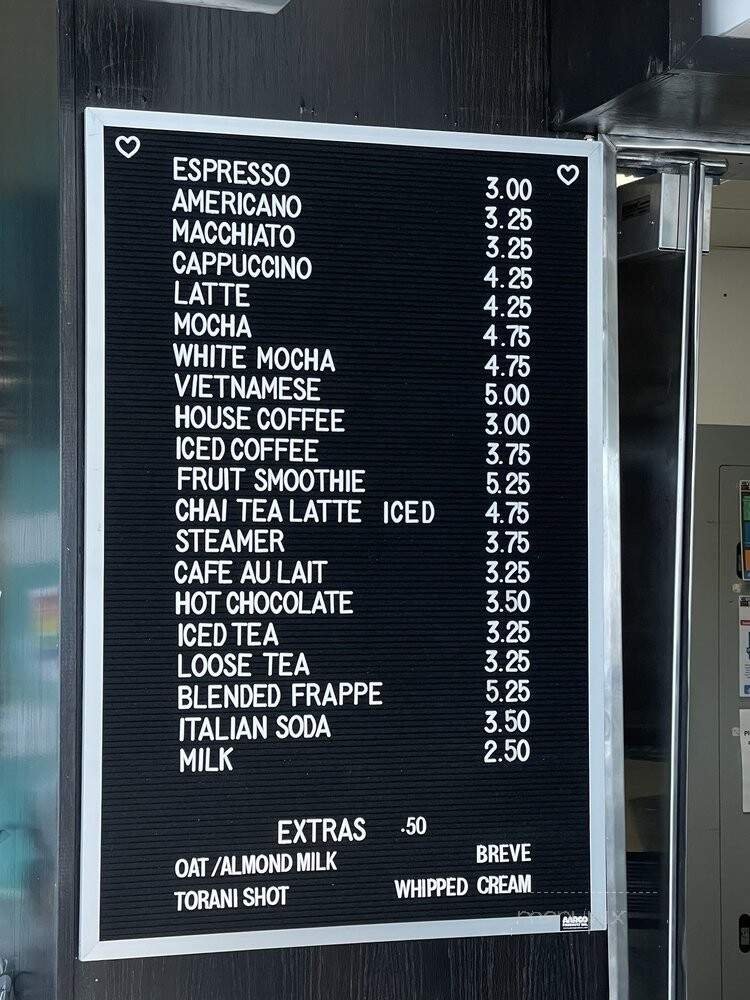 ESPRESSO 3.00
AMERICANO 3.25
MACCHIATO 3.25
CAPPUCCINO 4.25
LATTE 4.25
MOCHA 4.75
WHITE MOCHA 4.75
VIETNAMESE 5.00
HOUSE COFFEE 3.00
ICED COFFEE 3.75
FRUIT SMOOTHIE 5.25
CHAI TEA LATTE ICED 4.75
STEAMER 3.75
CAFE AU LAIT 3.25
HOT CHOCOLATE 3.50
ICED TEA 3.25
LOOSE TEA 3.25
BLENDED FRAPPE 5.25
ITALIAN SODA 3.50
MILK 2.50
EXTRAS .50
OAT/ALMOND MILK BREVE
TORANI SHOT WHIPPED CREAM
AARCO